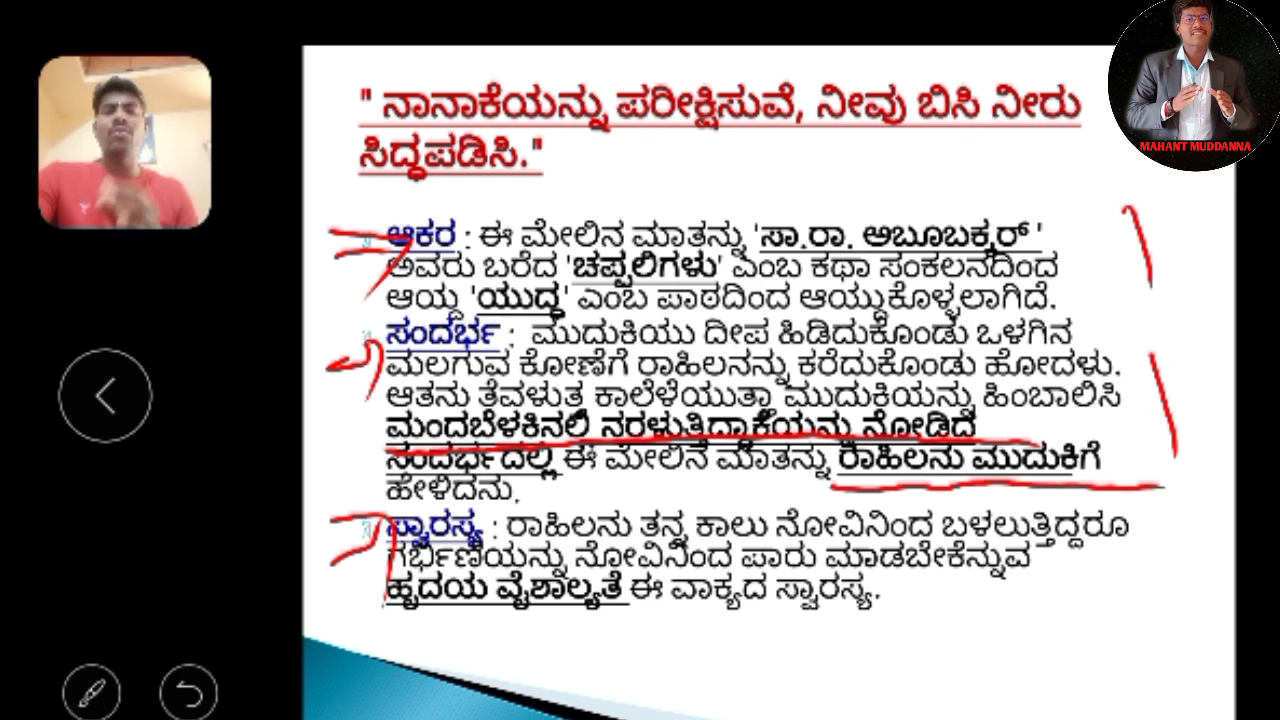 " ನಾನಾಕೆಯನ್ನು ಪರೀಕ್ಷಿಸುವೆ, ನೀವು ಬಿಸಿ ನೀರು
ಸಿದ್ಧಪಡಿಸಿ."
MAHANT MUDDANNA
ಆಕರ : ಈ ಮೇಲಿನ ಮಾತನ್ನು 'ಸಾ.ರಾ. ಅಬೂಬಕ್ಕರ್ '
ಅವರು ಬರೆದ 'ಚಪ್ಪಲಿಗಳು' ಎಂಬ ಕಥಾ ಸಂಕಲನದಿಂದ
ಆಯ್ದ 'ಯುದ್ಧ' ಎಂಬ ಪಾಠದಿಂದ ಆಯ್ದುಕೊಳ್ಳಲಾಗಿದೆ.
ಸಂದರ್ಭ : ಮುದುಕಿಯು ದೀಪ ಹಿಡಿದುಕೊಂಡು ಒಳಗಿನ
ಮಲಗುವ ಕೋಣೆಗೆ ರಾಹಿಲನನ್ನು ಕರೆದುಕೊಂಡು ಹೋದಳು.
ಆತನು ತೆವಳುತ್ತ ಕಾಲೆಳೆಯುತ್ತಾ ಮುದುಕಿಯನ್ನು ಹಿಂಬಾಲಿಸಿ
ಮಂದಬೆಳಕಿನಲ್ಲಿ ನರಳುತ್ತಿದ್ದಾಕೆಯನ್ನು ನೋಡಿದ
ಸಂದರ್ಭದಲ್ಲಿ ಈ ಮೇಲಿನ ಮಾತನ್ನು ರಾಹಿಲನು ಮುದುಕಿಗೆ
ಹೇಳಿದನು.
ಸ್ವಾರಸ್ಯ : ರಾಹಿಲನು ತನ್ನ ಕಾಲು ನೋವಿನಿಂದ ಬಳಲುತ್ತಿದ್ದರೂ
ಗರ್ಭಿಣಿಯನ್ನು ನೋವಿನಿಂದ ಪಾರು ಮಾಡಬೇಕೆನ್ನುವ
ಹೃದಯ ವೈಶಾಲ್ಯತೆ ಈ ವಾಕ್ಯದ ಸ್ವಾರಸ್ಯ.